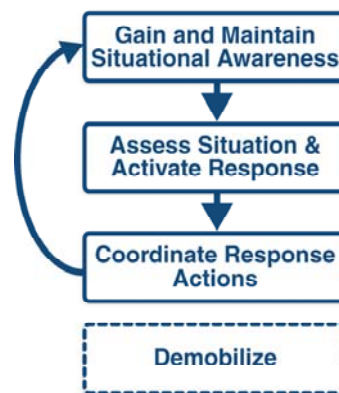 Gain and Maintain
Situational Awareness
Assess Situation &
Activate Response
Coordinate Response
Actions
Demobilize